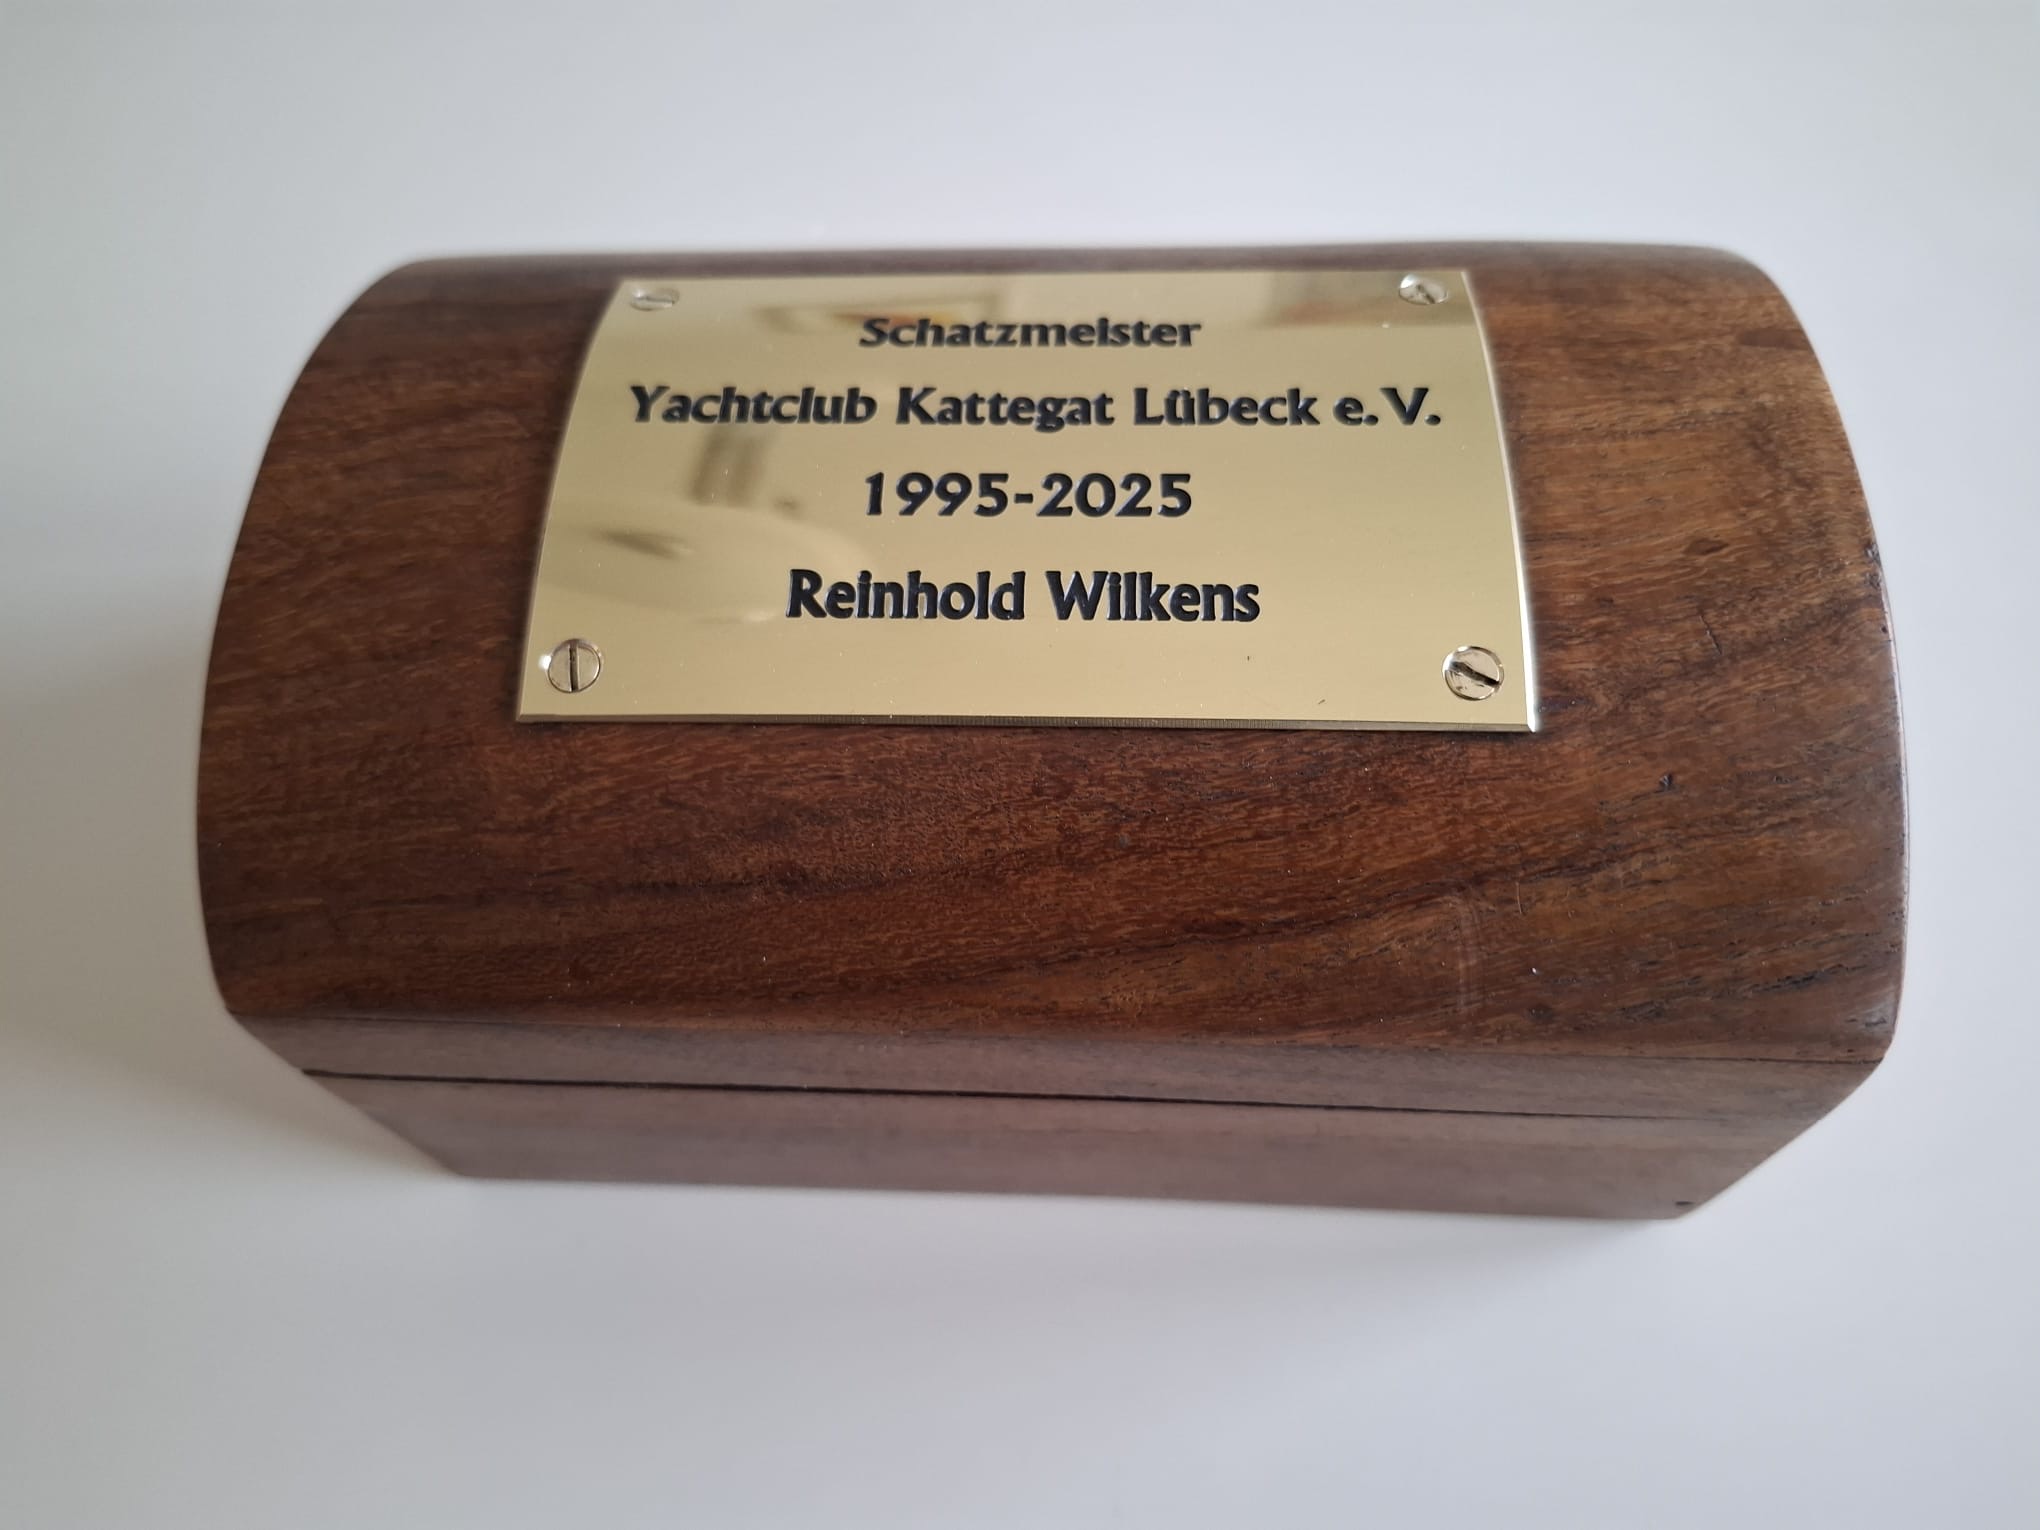 Schatzmeister
Yachtclub Kattegat Lübeck e. V.
1995-2025
Reinhold Wilkens